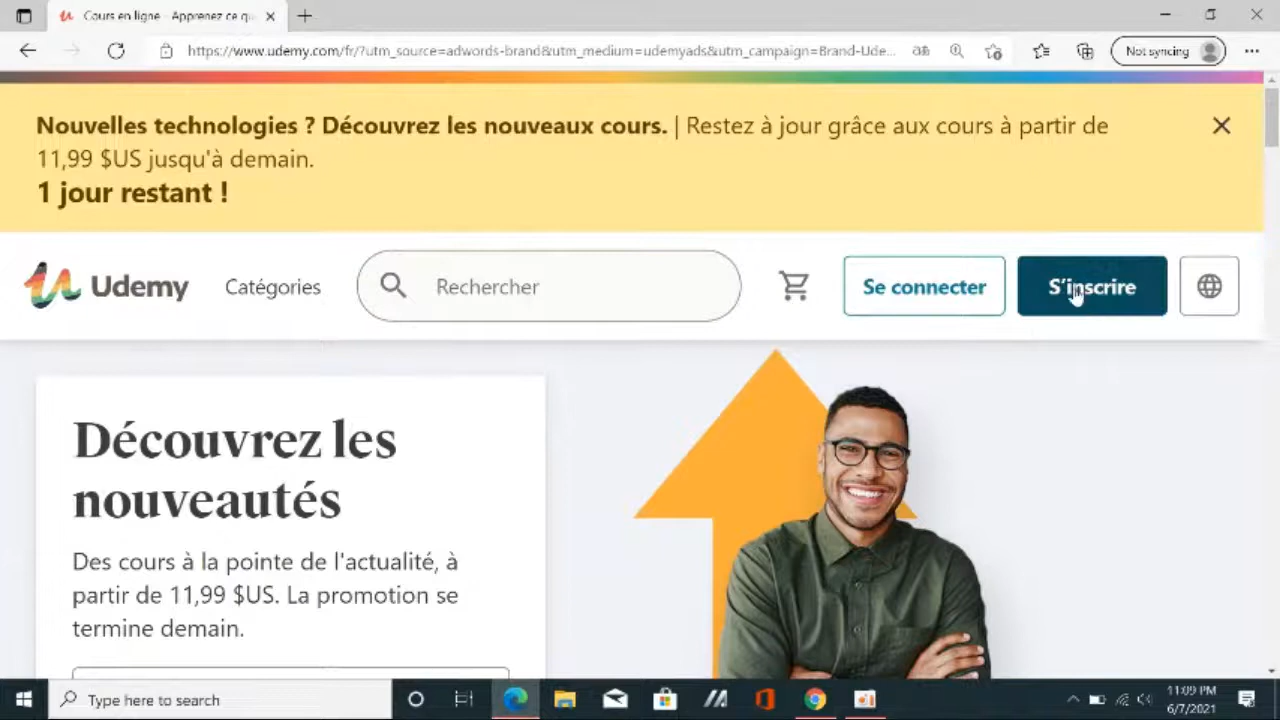 Cours en ligne - Apprenez ce qu
https://www.udemy.com/fr/?utm_source=adwords-brand&utm_medium=udemyads&utm_campaign=Brand-Ude...
Not syncing
Nouvelles technologies ? Découvrez les nouveaux cours. | Restez à jour grâce aux cours à partir de
11,99 $US jusqu'à demain.
1 jour restant !
Udemy
Catégories
Rechercher
Se connecter
S'inscrire
Découvrez les
nouveautés
Des cours à la pointe de l'actualité, à
partir de 11,99 $US. La promotion se
termine demain.
Type here to search
11:09 PM
6/7/2021